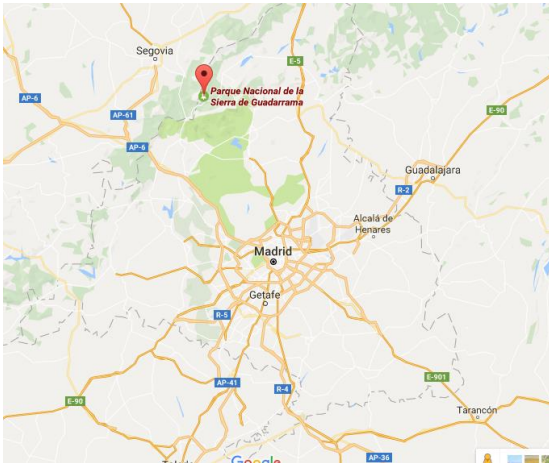 Segovia
E-5
Parque Nacional de la
Sierra de Guadarrama
AP-6
AP-61
E-90
AP-6
Guadalajara
R-2
Alcalá de
Henares
Madrid
Getafe
R-5
E-901
AP-41
R-4
E-90
Tarancón
Google
AP-36